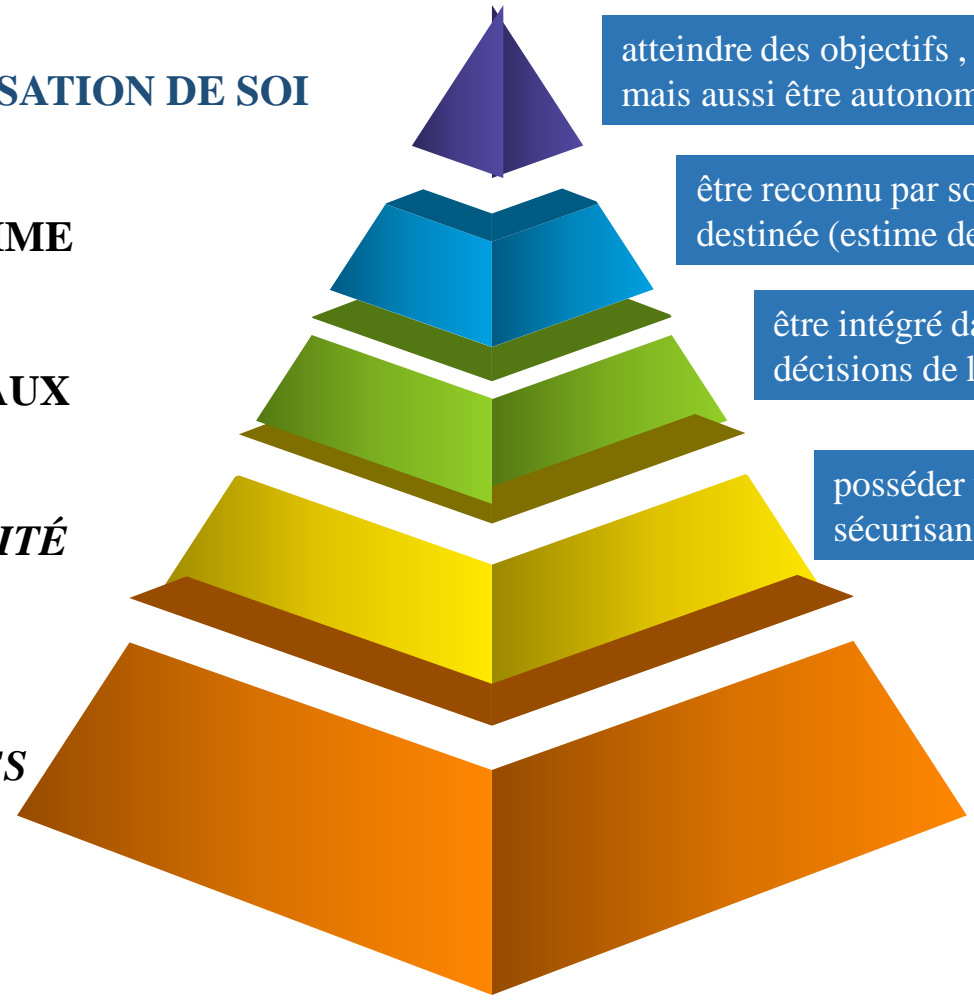 SATION DE SOI
atteindre des objectifs ,
mais aussi être autonom
IME
être reconnu par so
destinée (estime de
AUX
être intégré da
décisions de l
ITÉ
posséder
sécurisan
ES